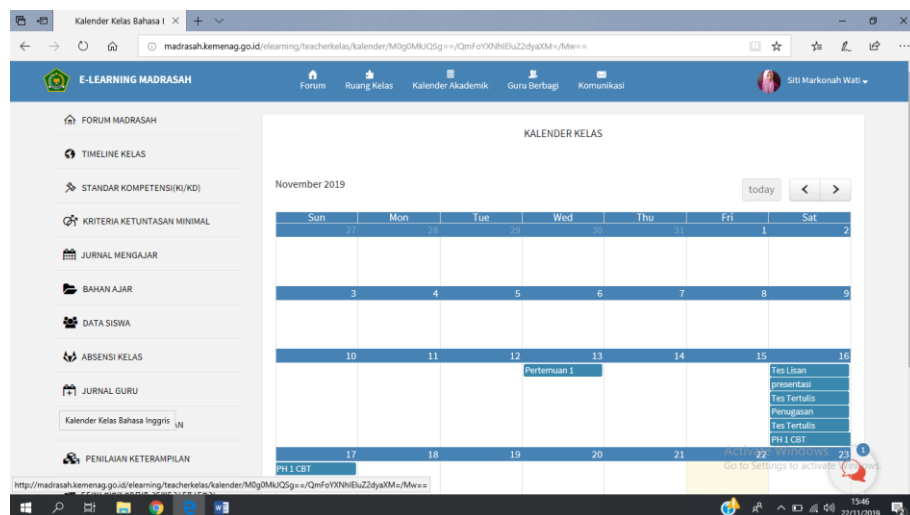 Kalender Kelas Bahasa I
madrasah.kemenag.go.id/elearning/teacherkelas/kalender/M0g0MkJQSg==/QmFoYXNhIEluZ2dyaXM=/Mw==
E-LEARNING MADRASAH
Forum Ruang Kelas Kalender Akademik Guru Berbagi Komunikasi
Siti Markonah Wati
FORUM MADRASAH
TIMELINE KELAS
STANDAR KOMPETENSI(KI/KD)
KRITERIA KETUNTASAN MINIMAL
JURNAL MENGAJAR
BAHAN AJAR
DATA SISWA
ABSENSI KELAS
JURNAL GURU
Kalender Kelas Bahasa Inggris
PENILAIAN KETERAMPILAN
KALENDER KELAS
November 2019
today
Sun Mon Tue Wed Thu Fri Sat
27 28 29 30 31 1 2
3 4 5 6 7 8 9
10 11 12 13 14 15 16
Pertemuan 1
Tes Lisan
presentasi
Tes Tertulis
Penugasan
Tes Tertulis
PH 1 CBT
17 18 19 20 21 22 23
PH 1 CBT
Activate Windows
Go to Settings to activate Windows.
1
http://madrasah.kemenag.go.id/elearning/teacherkelas/kalender/M0g0MkJQSg==/QmFoYXNhIEluZ2dyaXM=/Mw==
15:46
22/11/2019